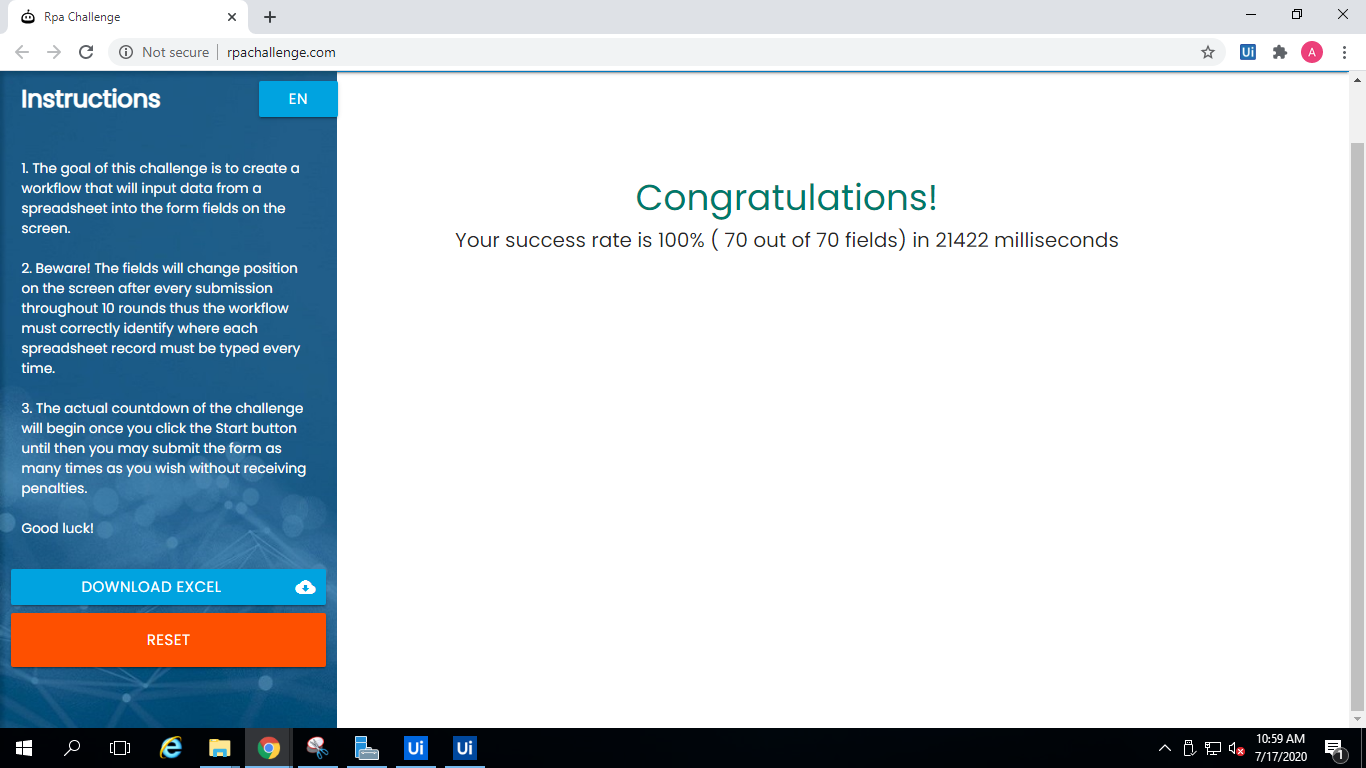 Rpa Challenge
Not secure
rpachallenge.com
Ui
A
Instructions
EN
1. The goal of this challenge is to create a
workflow that will input data from a
spreadsheet into the form fields on the
screen.
2. Beware! The fields will change position
on the screen after every submission
throughout 10 rounds thus the workflow
must correctly identify where each
spreadsheet record must be typed every
time.
3. The actual countdown of the challenge
will begin once you click the Start button
until then you may submit the form as
many times as you wish without receiving
penalties.
Good luck!
DOWNLOAD EXCEL
RESET
Congratulations!
Your success rate is 100% ( 70 out of 70 fields) in 21422 milliseconds
Ui
Ui
10:59 AM
7/17/2020
1